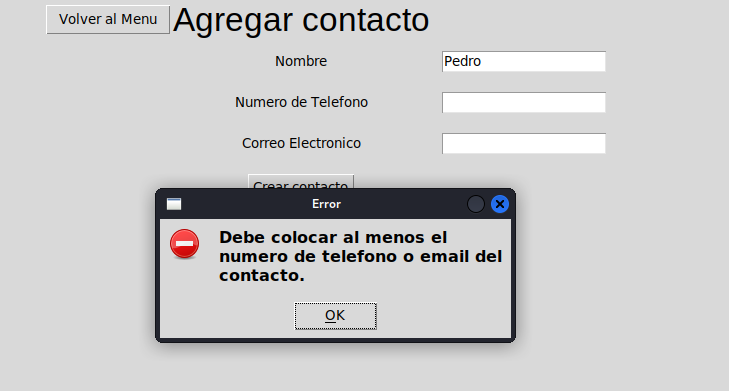 Volver al Menu Agregar contacto
Nombre Pedro
Numero de Telefono
Correo Electronico
Crear contacto
Error
Debe colocar al menos el
numero de telefono o email del
contacto.
OK